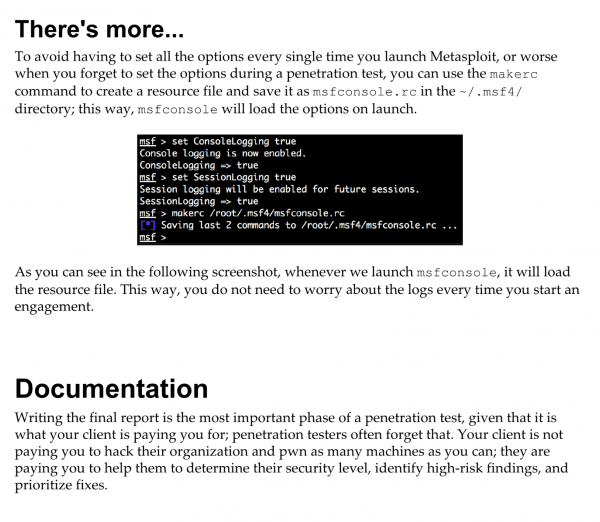 There's more...
To avoid having to set all the options every single time you launch Metasploit, or worse
when you forget to set the options during a penetration test, you can use the makerc
command to create a resource file and save it as msfconsole.rc in the ~/.msf4/
directory; this way, msfconsole will load the options on launch.
msf > set ConsoleLogging true
Console logging is now enabled.
ConsoleLogging => true
msf > set SessionLogging true
Session logging will be enabled for future sessions.
SessionLogging => true
msf > makerc /root/.msf4/msfconsole.rc
[*] Saving last 2 commands to /root/.msf4/msfconsole.rc ...
msf >
As you can see in the following screenshot, whenever we launch msfconsole, it will load
the resource file. This way, you do not need to worry about the logs every time you start an
engagement.
Documentation
Writing the final report is the most important phase of a penetration test, given that it is
what your client is paying you for; penetration testers often forget that. Your client is not
paying you to hack their organization and pwn as many machines as you can; they are
paying you to help them to determine their security level, identify high-risk findings, and
prioritize fixes.